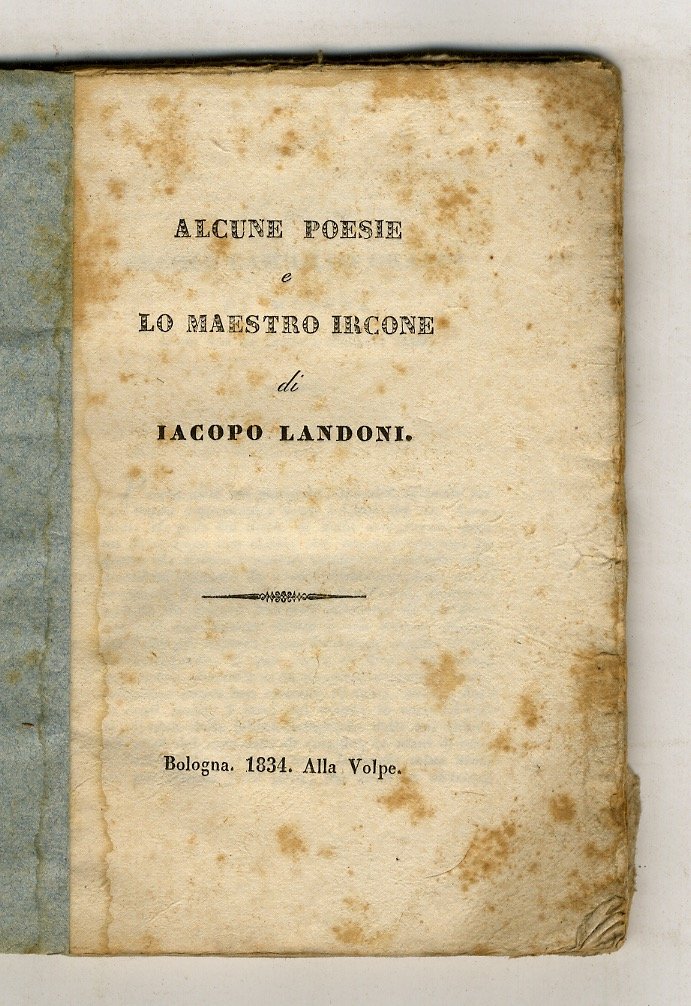 ALCUNE POESIE
e
LO MAESTRO IRCONE
di
IACOPO LANDONI.
Bologna. 1834. Alla Volpe.